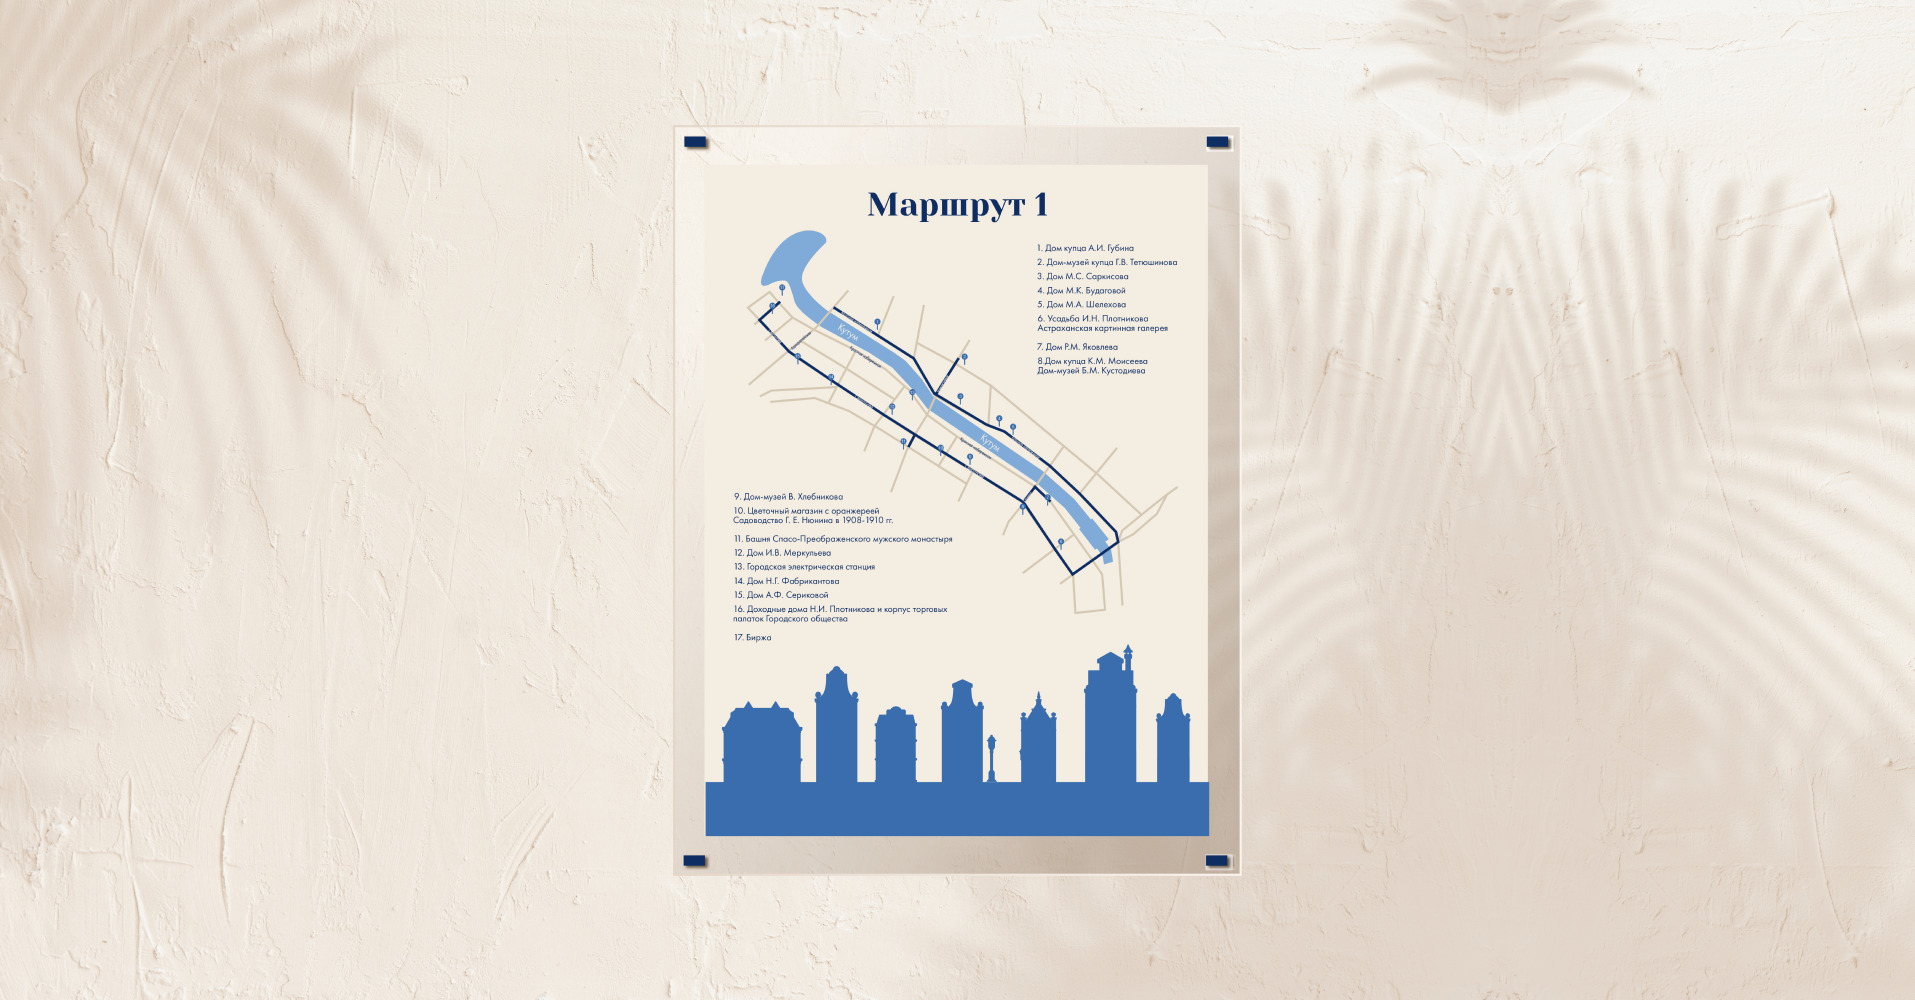 Маршрут 1
1. Дом купца А.И. Губина
2. Дом-музей купца Г.В. Тетюшинова
3. Дом М.С. Саркисова
4. Дом М.К. Будаговой
5. Дом М.А. Шелехова
6. Усадьба И.Н. Плотникова
Астраханская картинная галерея
7. Дом Р.М. Яковлева
8.Дом купца К.М. Моисеева
Дом-музей Б.М. Кустодиева
Кутум
Кутум
9. Дом-музей В. Хлебникова
10. Цветочный магазин с оранжереей
Садоводство Г. Е. Нюнина в 1908-1910 гг.
11. Башня Спасо-Преображенского мужского монастыря
12. Дом И.В. Меркульева
13. Городская электрическая станция
14. Дом Н.Г. Фабрикантова
15. Дом А.Ф. Сериковой
16. Доходные дома Н.И. Плотникова и корпус торговых
палаток Городского общества
17. Биржа